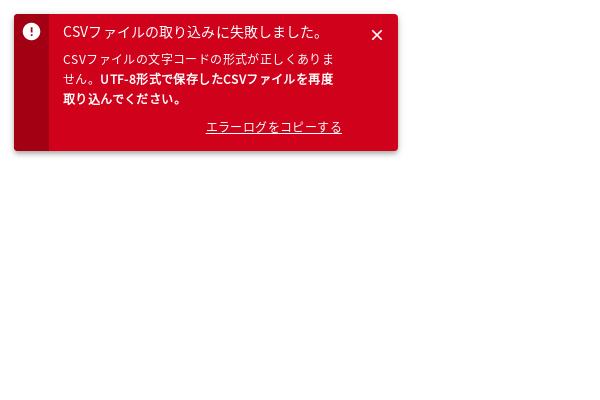 CSVファイルの取り込みに失敗しました。
CSVファイルの文字コードの形式が正しくありま
せん。UTF-8形式で保存したCSVファイルを再度
取り込んでください。
エラーログをコピーする